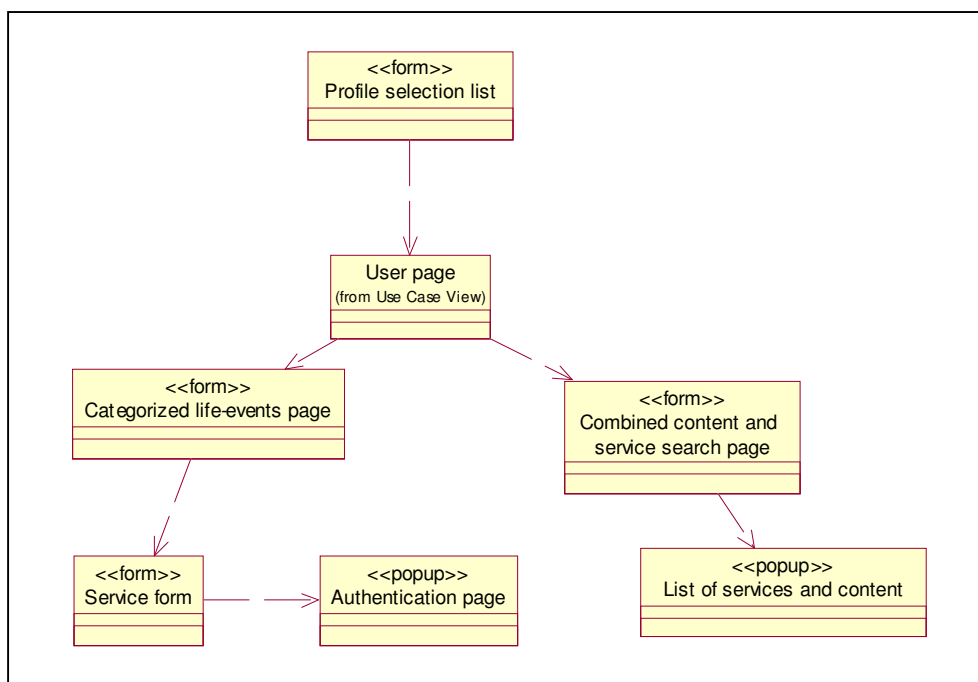 <<form>>
Profile selection list
User page
(from Use Case View)
<<form>>
Categorized life-events page
<<form>>
Combined content and
service search page
<<form>>
Service form
<<popup>>
Authentication page
<<popup>>
List of services and content